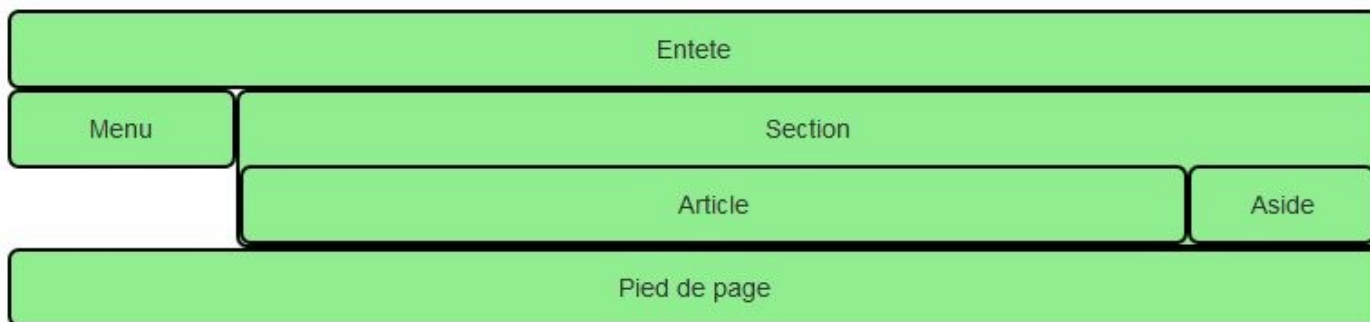 Entete
Menu
Section
Article
Aside
Pied de page